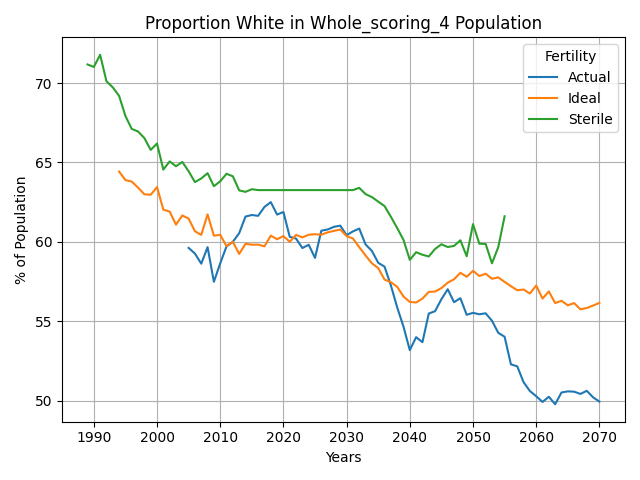 Proportion White in Whole_scoring_4 Population
% of Population
70
65
60
55
50
Fertility
Actual
Ideal
Sterile
1990 2000 2010 2020 2030 2040 2050 2060 2070
Years